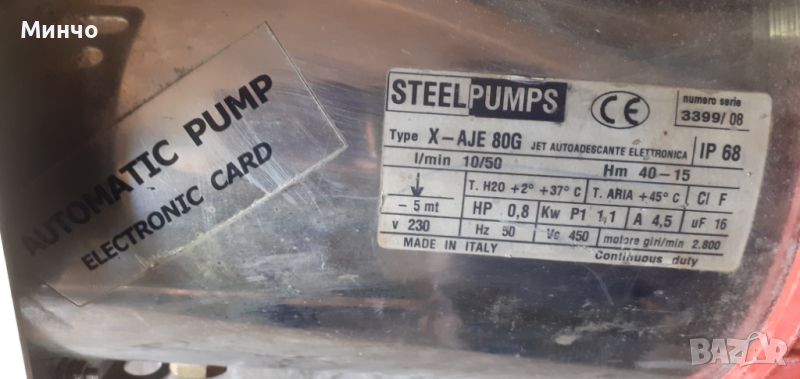 Минчо
AUTOMATIC PUMP
ELECTRONIC CARD
STEELPUMPS CE
numero serie
3399/08
Type X-AJE 80G JET AUTOADESCANTE ELETTRONICA IP 68
l/min 10/50 Hm 40-15
- 5 mt
T. H2O +2° +37° C T. ARIA +45° C Cl F
HP 0,8 Kw P1 1,1 A 4,5 uF 16
v 230 Hz 50 Vc 450 motore giri/min 2.800
MADE IN ITALY Continuous duty
BAZAR